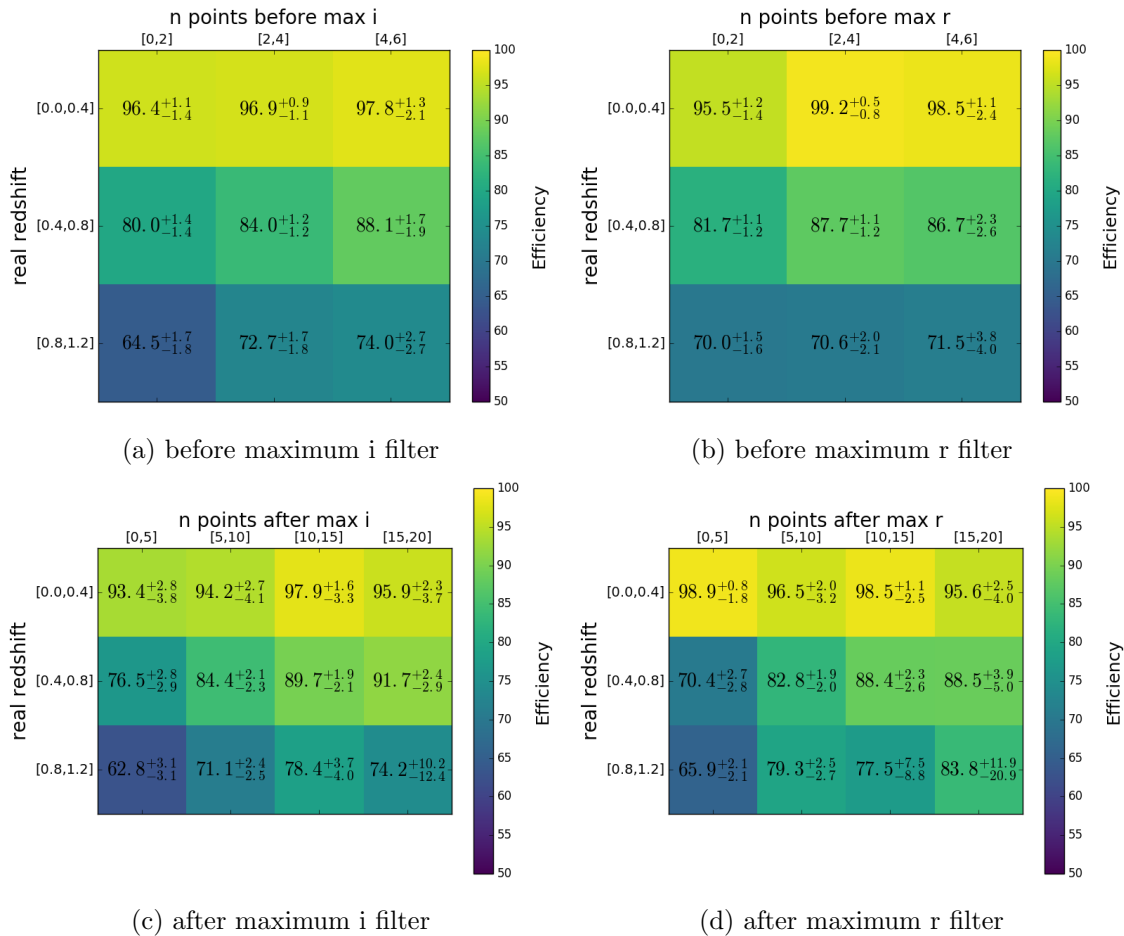 n points before max i
[0,2] [2,4] [4,6]
real redshift
[0.0,0.4] 96.4^{+1.1}_{-1.4} 96.9^{+0.9}_{-1.1} 97.8^{+1.3}_{-2.1}
[0.4,0.8] 80.0^{+1.4}_{-1.4} 84.0^{+1.2}_{-1.2} 88.1^{+1.7}_{-1.9}
[0.8,1.2] 64.5^{+1.7}_{-1.8} 72.7^{+1.7}_{-1.8} 74.0^{+2.7}_{-2.7}
100
95
90
85
80
75
70
65
60
55
50
Efficiency
(a) before maximum i filter
n points before max r
[0,2] [2,4] [4,6]
real redshift
[0.0,0.4] 95.5^{+1.2}_{-1.4} 99.2^{+0.5}_{-0.8} 98.5^{+1.1}_{-2.4}
[0.4,0.8] 81.7^{+1.1}_{-1.2} 87.7^{+1.1}_{-1.2} 86.7^{+2.3}_{-2.6}
[0.8,1.2] 70.0^{+1.5}_{-1.6} 70.6^{+2.0}_{-2.1} 71.5^{+3.8}_{-4.0}
100
95
90
85
80
75
70
65
60
55
50
Efficiency
(b) before maximum r filter
n points after max i
[0,5] [5,10] [10,15] [15,20]
real redshift
[0.0,0.4] 93.4^{+2.8}_{-3.8} 94.2^{+2.7}_{-4.1} 97.9^{+1.6}_{-3.3} 95.9^{+2.3}_{-3.7}
[0.4,0.8] 76.5^{+2.8}_{-2.9} 84.4^{+2.1}_{-2.3} 89.7^{+1.9}_{-2.1} 91.7^{+2.4}_{-2.9}
[0.8,1.2] 62.8^{+3.1}_{-3.1} 71.1^{+2.4}_{-2.5} 78.4^{+3.7}_{-4.0} 74.2^{+10.2}_{-12.4}
100
95
90
85
80
75
70
65
60
55
50
Efficiency
(c) after maximum i filter
n points after max r
[0,5] [5,10] [10,15] [15,20]
real redshift
[0.0,0.4] 98.9^{+0.8}_{-1.8} 96.5^{+2.0}_{-3.2} 98.5^{+1.1}_{-2.5} 95.6^{+2.5}_{-4.0}
[0.4,0.8] 70.4^{+2.7}_{-2.8} 82.8^{+1.9}_{-2.0} 88.4^{+2.3}_{-2.6} 88.5^{+3.9}_{-5.0}
[0.8,1.2] 65.9^{+2.1}_{-2.1} 79.3^{+2.5}_{-2.7} 77.5^{+7.5}_{-8.8} 83.8^{+11.9}_{-20.9}
100
95
90
85
80
75
70
65
60
55
50
Efficiency
(d) after maximum r filter